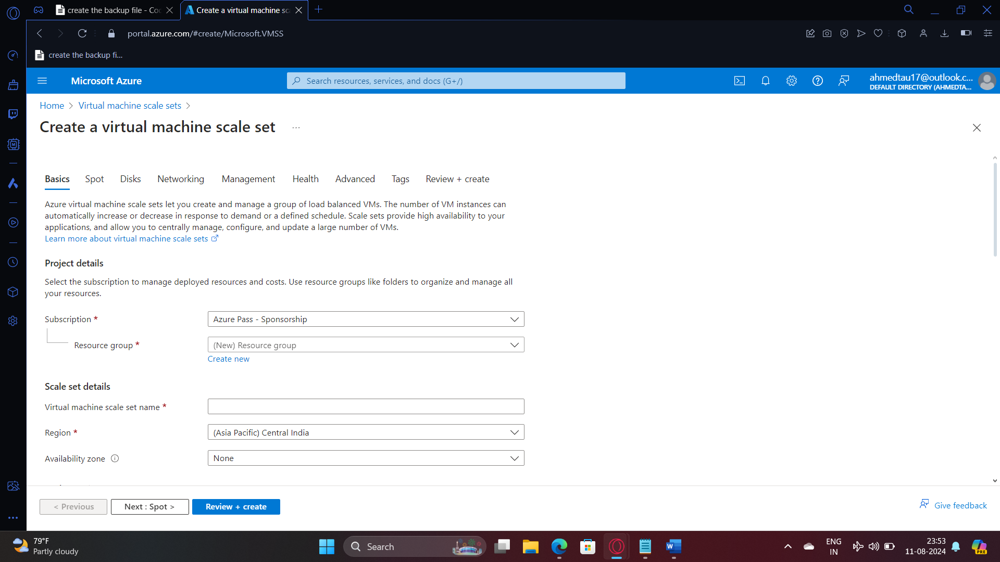 create the backup file - Coc
Create a virtual machine sc
portal.azure.com/#create/Microsoft.VMSS
create the backup fi...
Microsoft Azure
Search resources, services, and docs (G+/)
ahmedtau17@outlook.c...
DEFAULT DIRECTORY (AHMEDTA...
Home > Virtual machine scale sets >
Create a virtual machine scale set ...
Basics Spot Disks Networking Management Health Advanced Tags Review + create
Azure virtual machine scale sets let you create and manage a group of load balanced VMs. The number of VM instances can
automatically increase or decrease in response to demand or a defined schedule. Scale sets provide high availability to your
applications, and allow you to centrally manage, configure, and update a large number of VMs.
Learn more about virtual machine scale sets
Project details
Select the subscription to manage deployed resources and costs. Use resource groups like folders to organize and manage all
your resources.
Subscription * Azure Pass - Sponsorship
Resource group * (New) Resource group
Create new
Scale set details
Virtual machine scale set name *
Region * (Asia Pacific) Central India
Availability zone None
< Previous Next : Spot > Review + create
Give feedback
79°F
Partly cloudy
Search
ENG
IN
23:53
11-08-2024
PRE